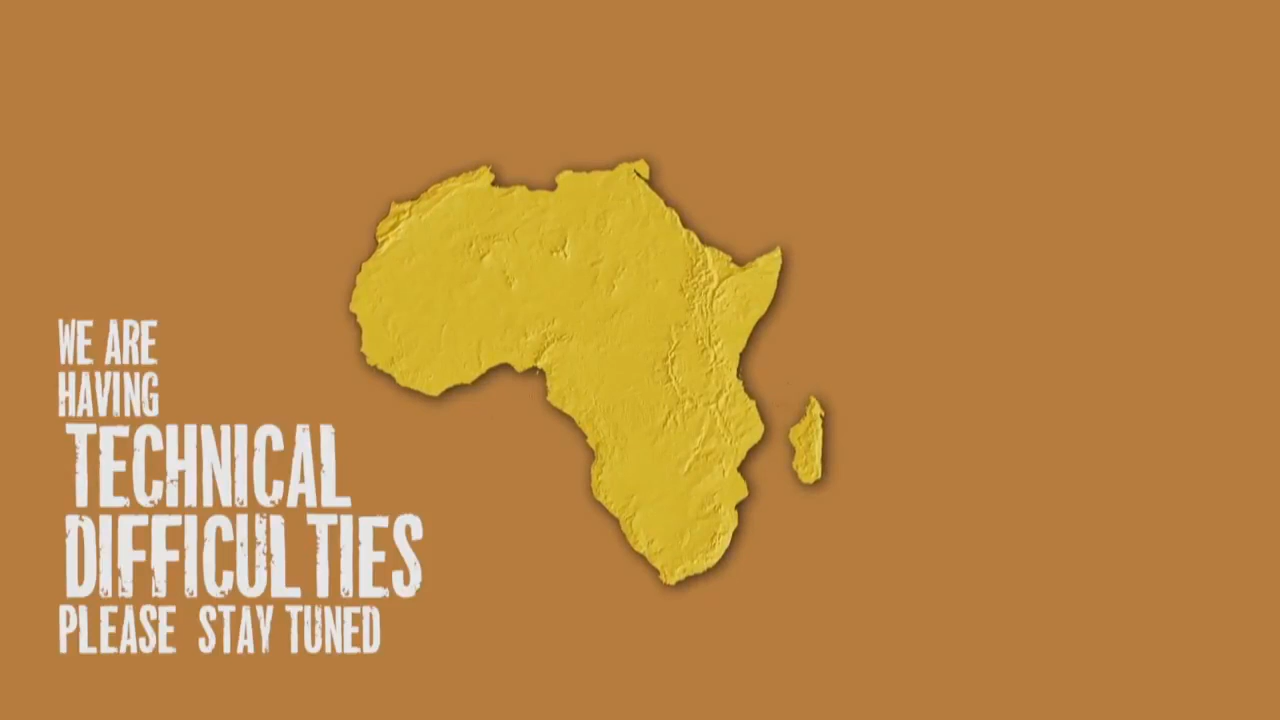 WE ARE
HAVING
TECHNICAL
DIFFICULTIES
PLEASE STAY TUNED